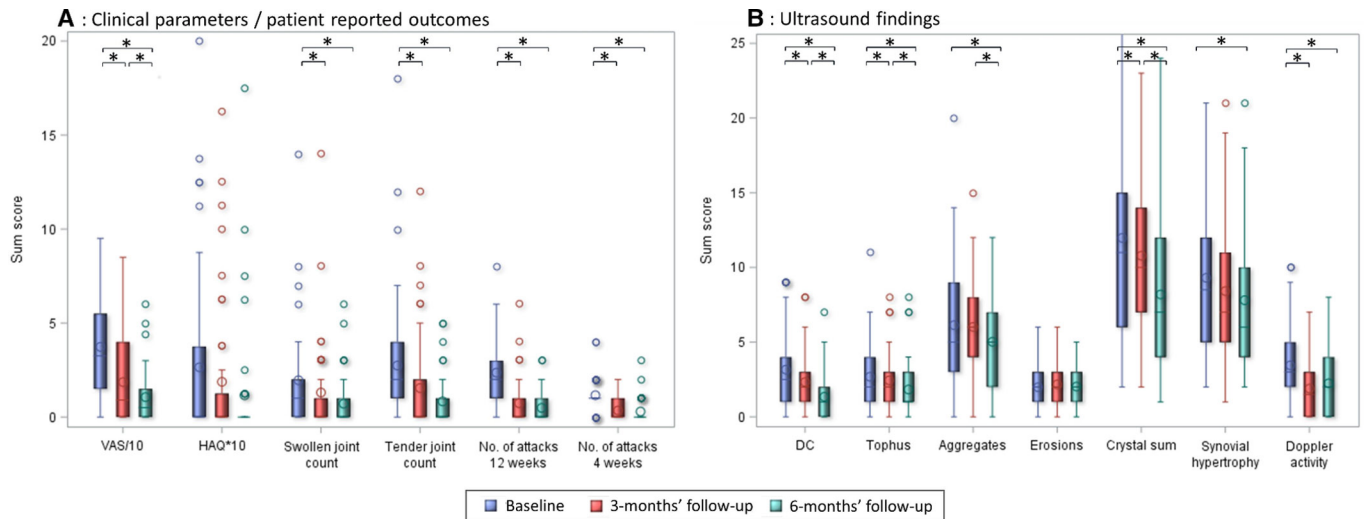 A : Clinical parameters / patient reported outcomes
20
15
10
5
0
Sum score
* * *
* *
* *
* *
* *
VAS/10
HAQ*10
Swollen joint
count
Tender joint
count
No. of attacks
12 weeks
No. of attacks
4 weeks
B : Ultrasound findings
25
20
15
10
5
0
Sum score
* * *
* * *
* *
* * *
*
* *
DC
Tophus
Aggregates
Erosions
Crystal sum
Synovial
hypertrophy
Doppler
activity
Baseline 3-months' follow-up 6-months' follow-up